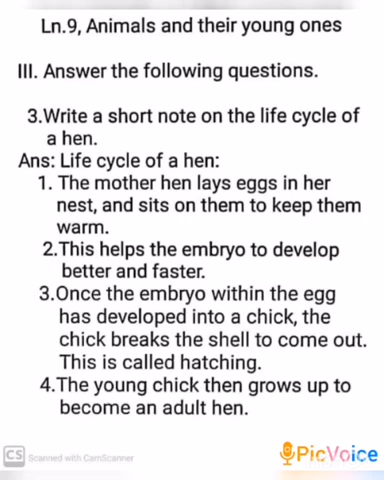 Ln.9, Animals and their young ones
III. Answer the following questions.
3.Write a short note on the life cycle of
a hen.
Ans: Life cycle of a hen:
1. The mother hen lays eggs in her
nest, and sits on them to keep them
warm.
2.This helps the embryo to develop
better and faster.
3.Once the embryo within the egg
has developed into a chick, the
chick breaks the shell to come out.
This is called hatching.
4.The young chick then grows up to
become an adult hen.
CS Scanned with CamScanner
PicVoice